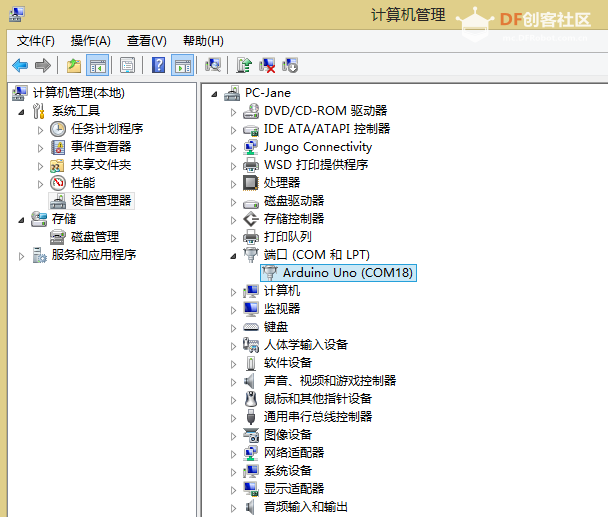 计算机管理
DF创客社区
文件(F) 操作(A) 查看(V) 帮助(H)
计算机管理(本地)
系统工具
任务计划程序
事件查看器
共享文件夹
性能
设备管理器
存储
磁盘管理
服务和应用程序
PC-Jane
DVD/CD-ROM 驱动器
IDE ATA/ATAPI 控制器
Jungo Connectivity
WSD 打印提供程序
处理器
磁盘驱动器
存储控制器
打印队列
端口 (COM 和 LPT)
Arduino Uno (COM18)
计算机
监视器
键盘
人体学输入设备
软件设备
声音、视频和游戏控制器
鼠标和其他指针设备
通用串行总线控制器
图像设备
网络适配器
系统设备
显示适配器
音频输入和输出